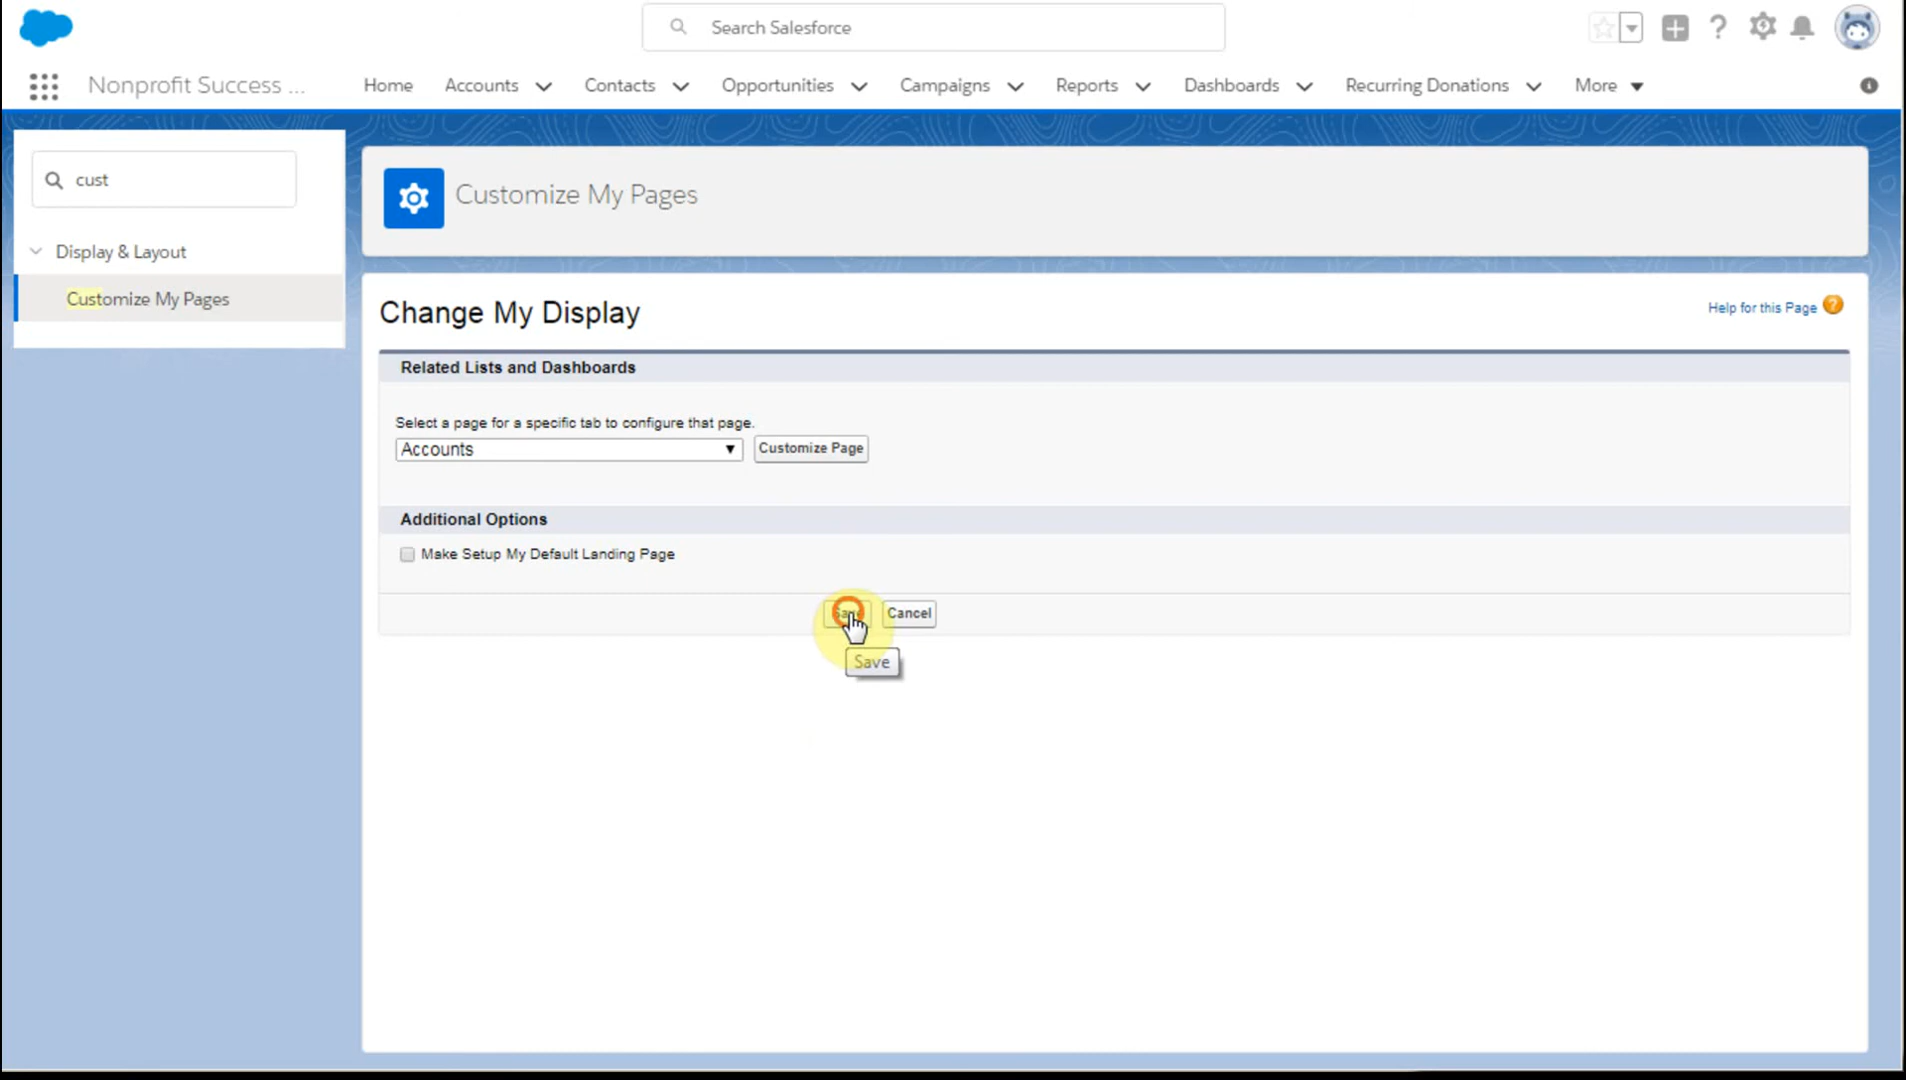 Search Salesforce
Nonprofit Success ...
Home
Accounts
Contacts
Opportunities
Campaigns
Reports
Dashboards
Recurring Donations
More
cust
Display & Layout
Customize My Pages
Customize My Pages
Change My Display
Help for this Page
Related Lists and Dashboards
Select a page for a specific tab to configure that page.
Accounts
Customize Page
Additional Options
Make Setup My Default Landing Page
Cancel
Save